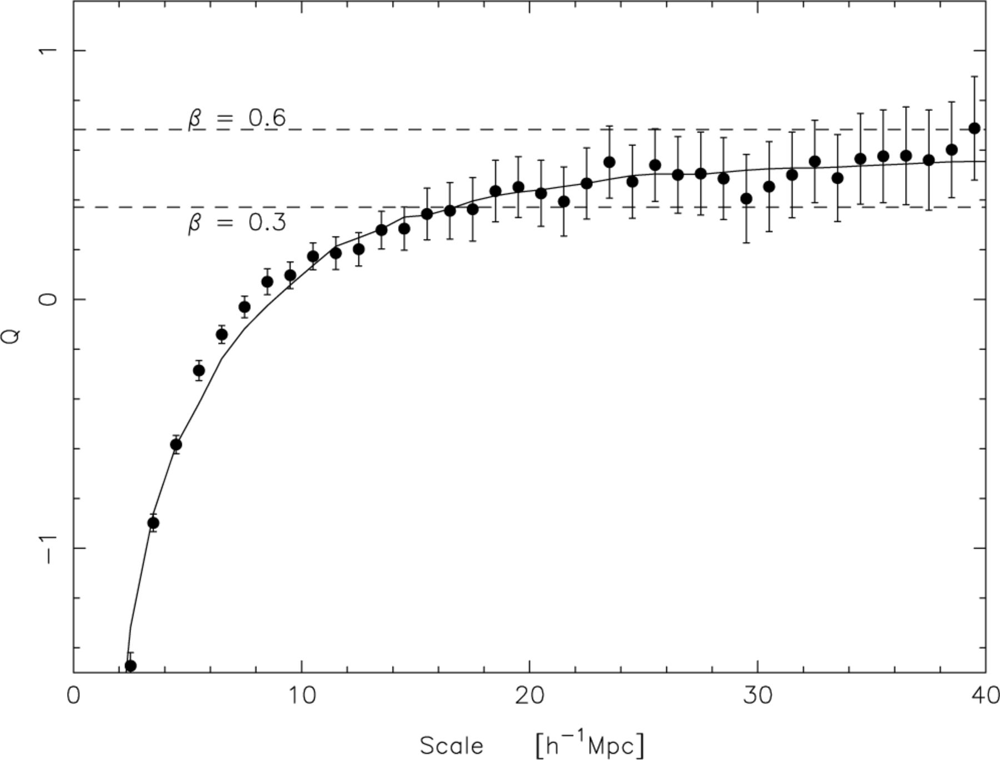 1
β = 0.6
β = 0.3
0
Q
−1
0 10 20 30 40
Scale [h⁻¹Mpc]